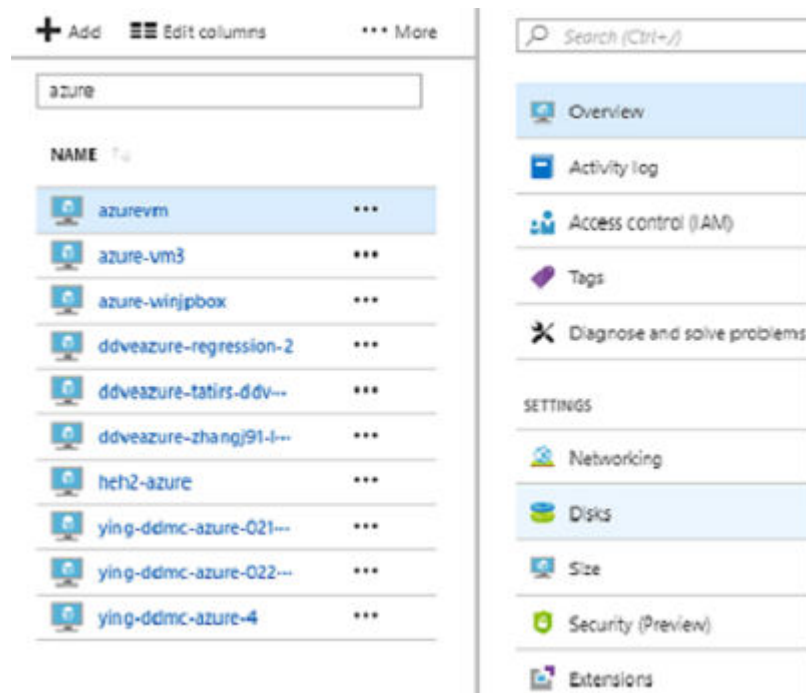 Add Edit columns ••• More
azure
NAME
azurevm •••
azure-vm3 •••
azure-winjpbox •••
ddveazure-regression-2 •••
ddveazure-tatirs-ddv--- •••
ddveazure-zhangj91-l--- •••
heh2-azure •••
ying-ddmc-azure-021--- •••
ying-ddmc-azure-022--- •••
ying-ddmc-azure-4 •••
Search (Ctrl+/)
Overview
Activity log
Access control (IAM)
Tags
Diagnose and solve problems
SETTINGS
Networking
Disks
Size
Security (Preview)
Extensions